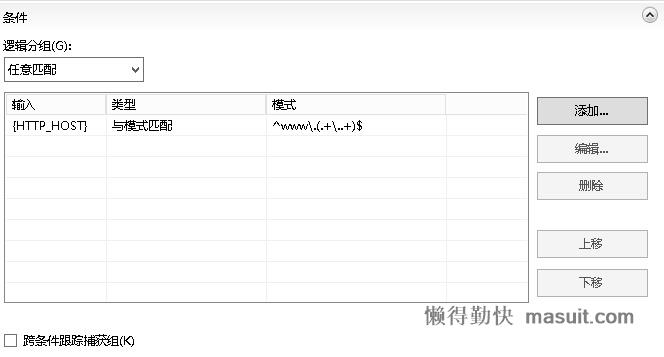 条件
逻辑分组(G):
任意匹配
输入 类型 模式
{HTTP_HOST} 与模式匹配 ^www\.(.+\..+)$
添加...
编辑...
删除
上移
下移
懒得勤快 masuit.com
跨条件跟踪捕获组(K)